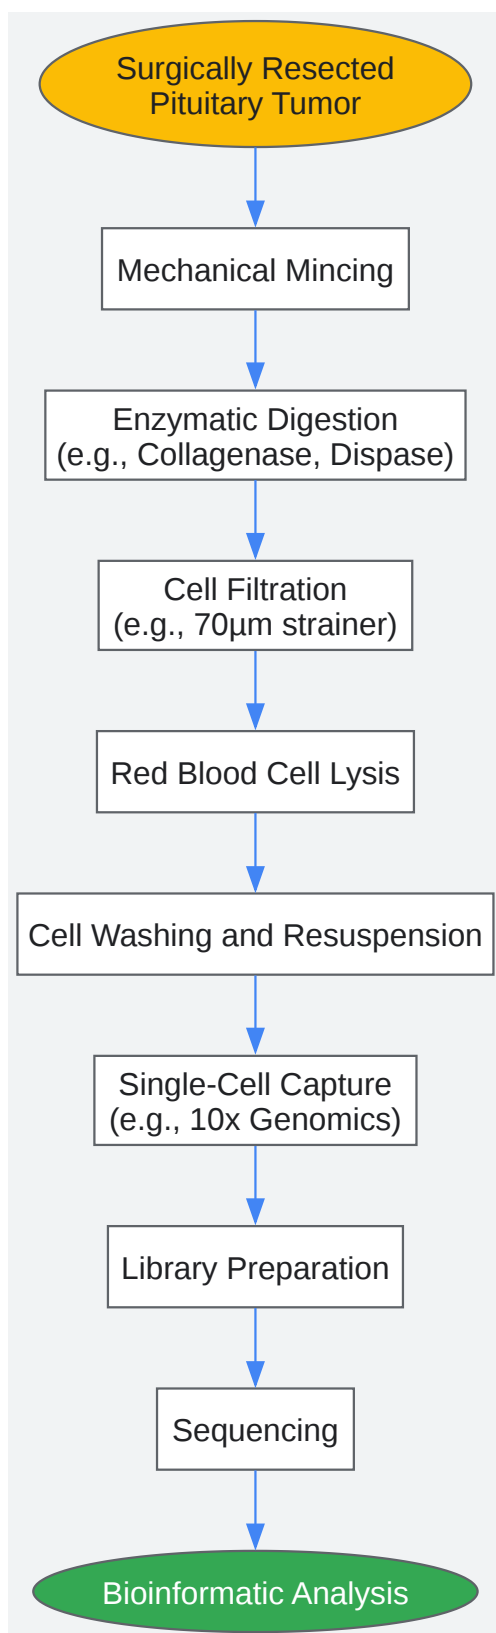 Surgically Resected
Pituitary Tumor
Mechanical Mincing
Enzymatic Digestion
(e.g., Collagenase, Dispase)
Cell Filtration
(e.g., 70µm strainer)
Red Blood Cell Lysis
Cell Washing and Resuspension
Single-Cell Capture
(e.g., 10x Genomics)
Library Preparation
Sequencing
Bioinformatic Analysis